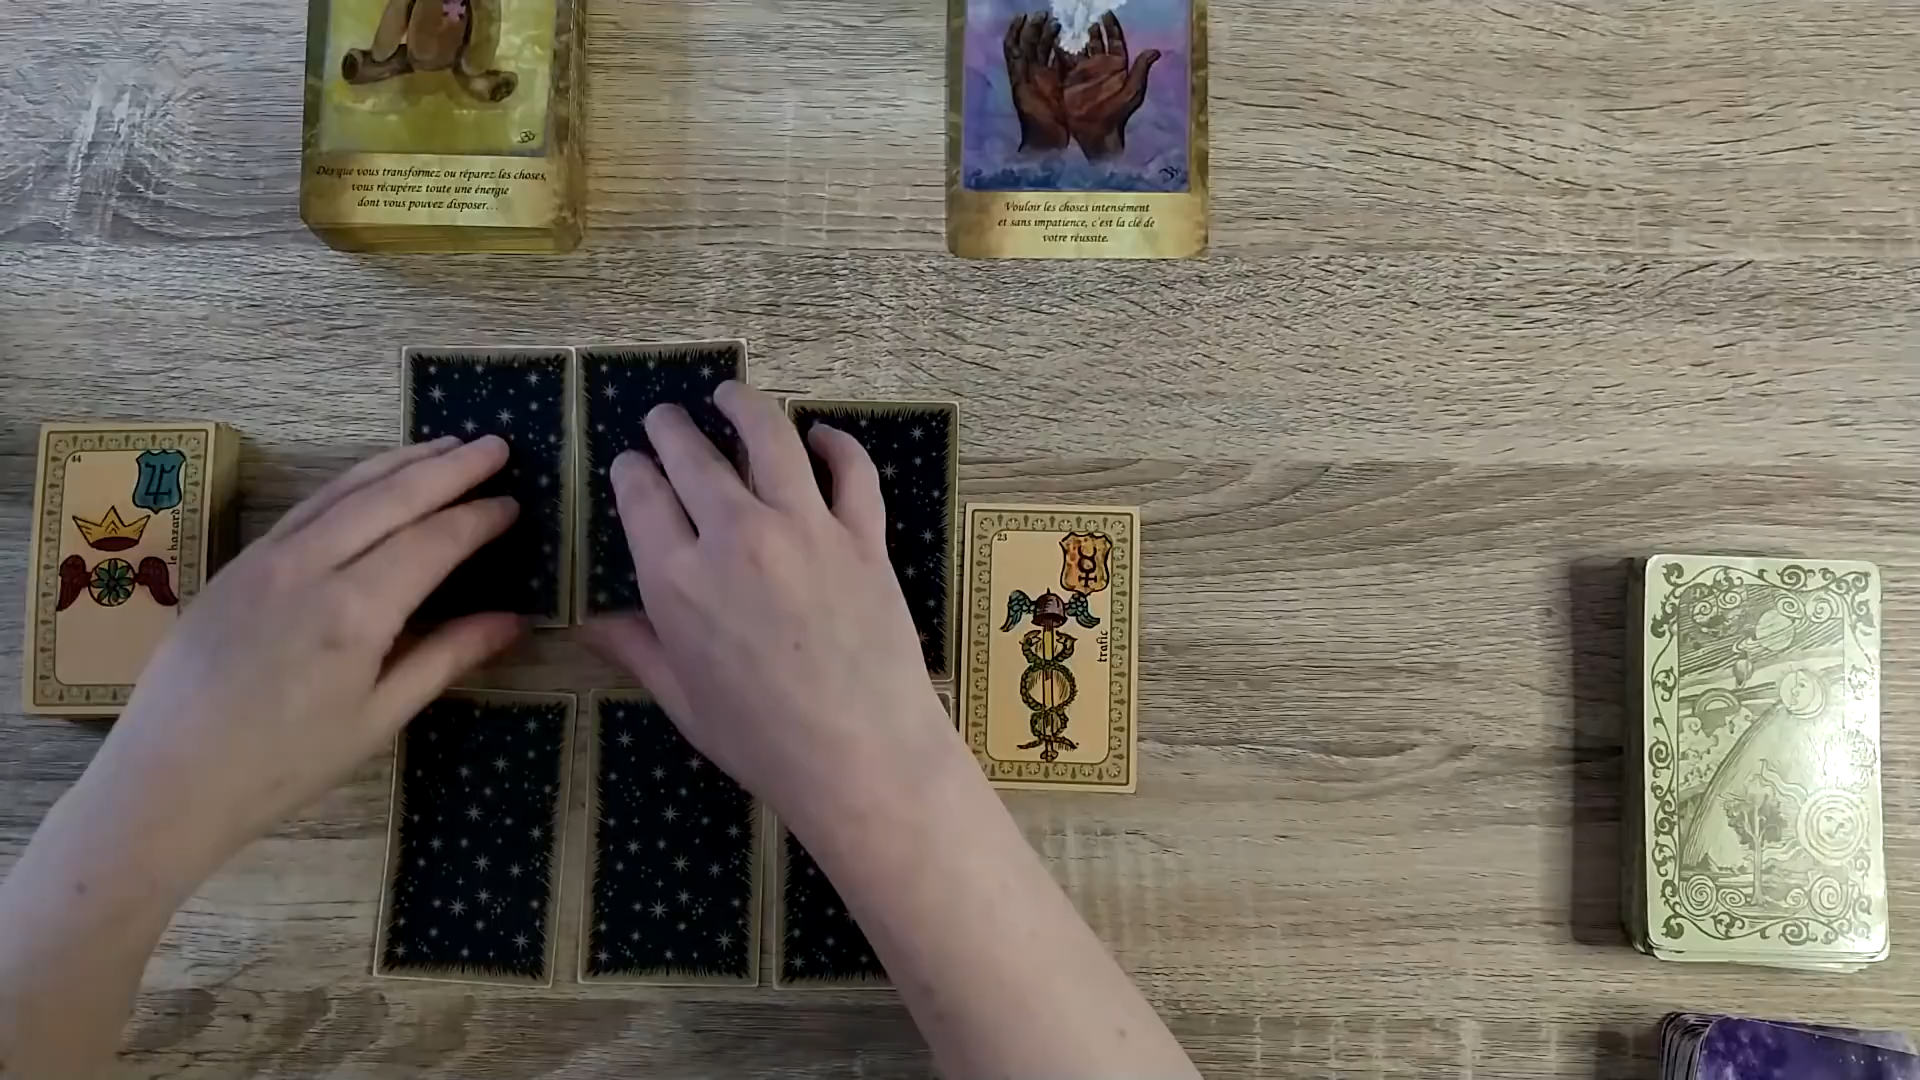 Dès que vous transformez ou réparez les choses,
vous récupérez toute une énergie
dont vous pouvez disposer...
Vouloir les choses intensément
et sans impatience, c'est la clé de
votre réussite.
44
le hazard
23
trafic